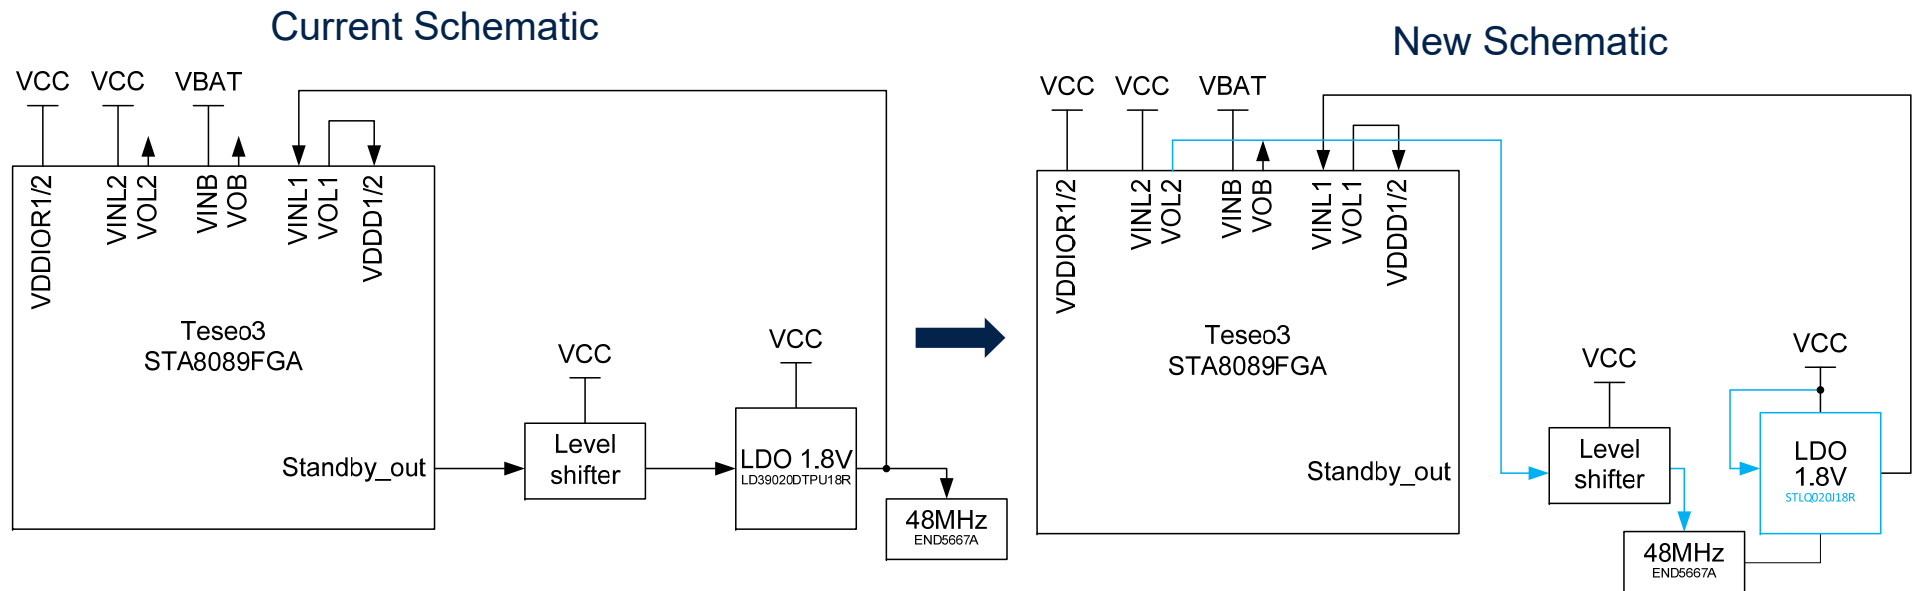 Current Schematic
VCC
VCC
VBAT
VDDIOR1/2
VINL2
VOL2
VINB
VOB
VINL1
VOL1
VDDD1/2
Teseo3
STA8089FGA
Standby_out
VCC
Level
shifter
VCC
LDO 1.8V
LD39020DTPU18R
48MHz
END5667A
New Schematic
VCC
VCC
VBAT
VDDIOR1/2
VINL2
VOL2
VINB
VOB
VINL1
VOL1
VDDD1/2
Teseo3
STA8089FGA
Standby_out
VCC
Level
shifter
VCC
LDO
1.8V
STLQ020J18R
48MHz
END5667A